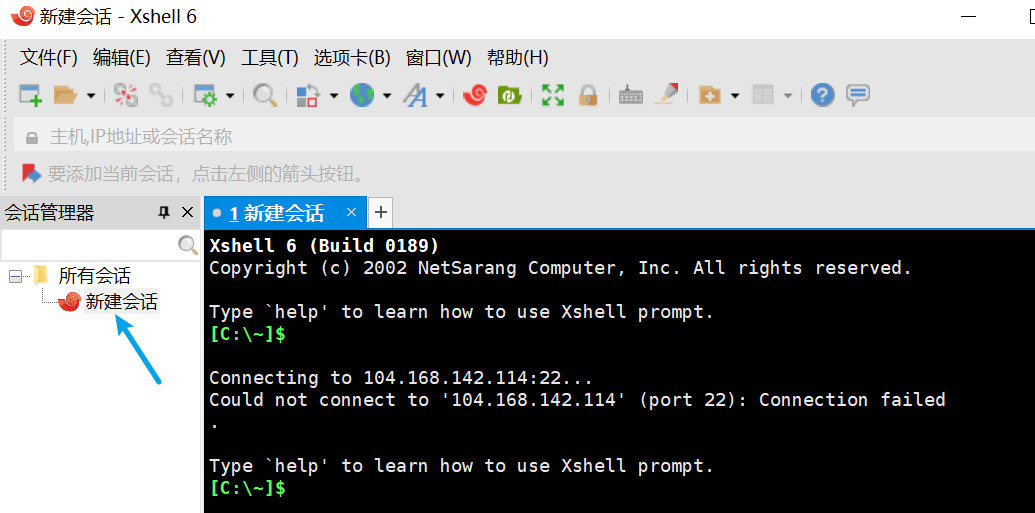 新建会话 - Xshell 6
文件(F) 编辑(E) 查看(V) 工具(T) 选项卡(B) 窗口(W) 帮助(H)
主机,IP地址或会话名称
要添加当前会话，点击左侧的箭头按钮。
会话管理器
1 新建会话
所有会话
新建会话
Xshell 6 (Build 0189)
Copyright (c) 2002 NetSarang Computer, Inc. All rights reserved.
Type `help' to learn how to use Xshell prompt.
[C:\~]$
Connecting to 104.168.142.114:22...
Could not connect to '104.168.142.114' (port 22): Connection failed
.
Type `help' to learn how to use Xshell prompt.
[C:\~]$